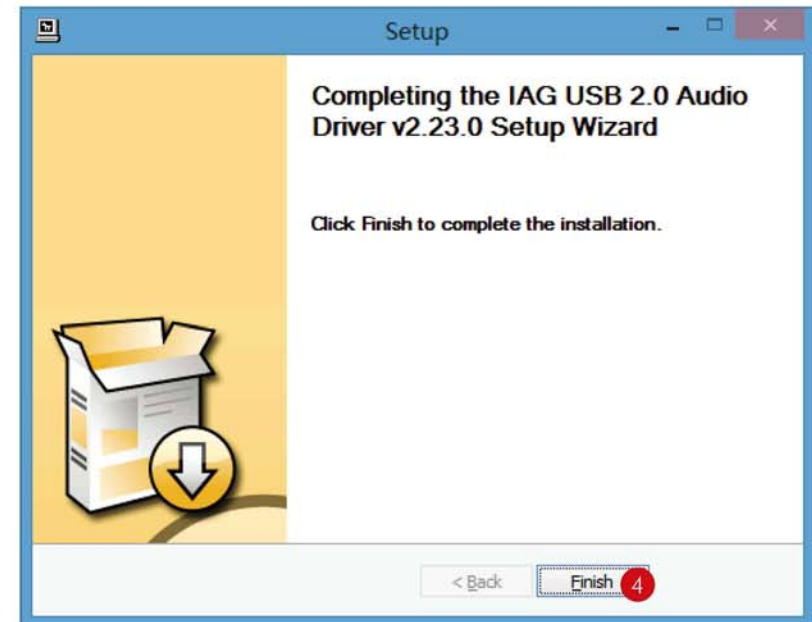 Setup
Completing the IAG USB 2.0 Audio
Driver v2.23.0 Setup Wizard
Click Finish to complete the installation.
< Back
Finish
4